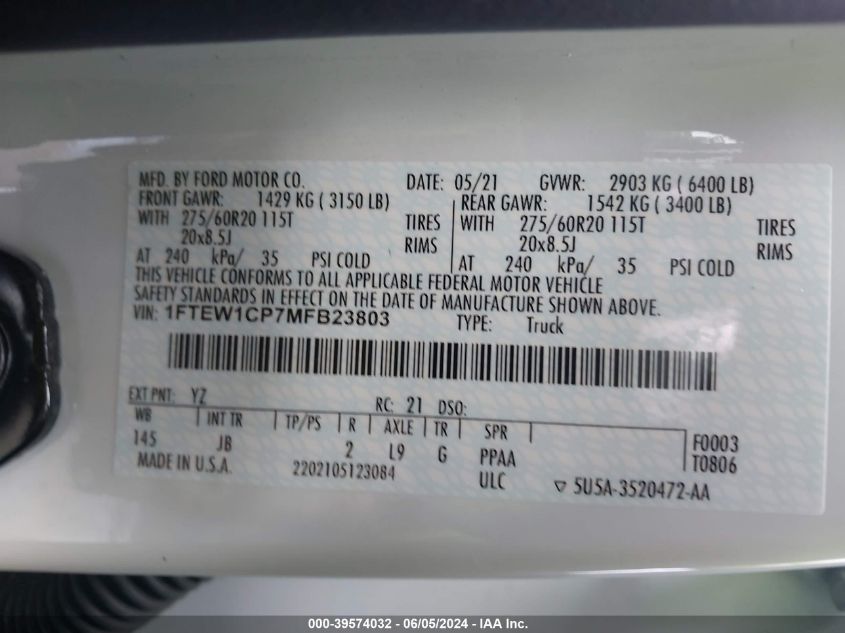 MFD. BY FORD MOTOR CO. DATE: 05/21 GVWR: 2903 KG ( 6400 LB)
FRONT GAWR: 1429 KG ( 3150 LB) REAR GAWR: 1542 KG ( 3400 LB)
WITH 275/60R20 115T TIRES WITH 275/60R20 115T TIRES
20x8.5J RIMS 20x8.5J RIMS
AT 240 kPa/ 35 PSI COLD AT 240 kPa/ 35 PSI COLD
THIS VEHICLE CONFORMS TO ALL APPLICABLE FEDERAL MOTOR VEHICLE
SAFETY STANDARDS IN EFFECT ON THE DATE OF MANUFACTURE SHOWN ABOVE.
VIN: 1FTEW1CP7MFB23803 TYPE: Truck
EXT PNT: YZ RC: 21 DSO:
WB INT TR TP/PS R AXLE TR SPR F0003
145 JB 2 L9 G PPAA T0806
MADE IN U.S.A. 2202105123084 ULC ▽ 5U5A-3520472-AA
000-39574032 - 06/05/2024 - IAA Inc.